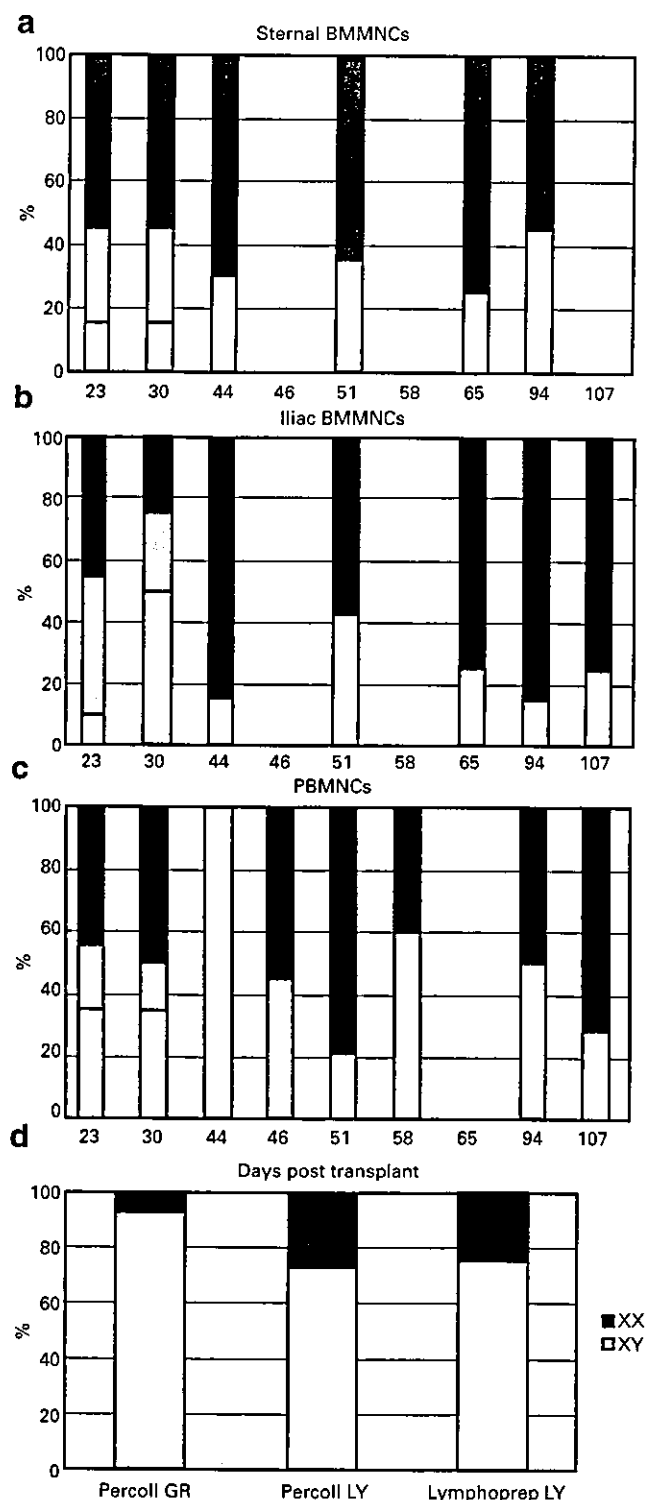 a
Sternal BMMNCs
100
80
60
%
40
20
0
23 30 44 46 51 58 65 94 107
b
Iliac BMMNCs
100
80
60
%
40
20
0
23 30 44 46 51 58 65 94 107
c
PBMNCs
100
80
60
%
40
20
0
23 30 44 46 51 58 65 94 107
d
Days post transplant
100
80
60
%
40
20
0
XX
XY
Percoll GR Percoll LY Lymphoprep LY